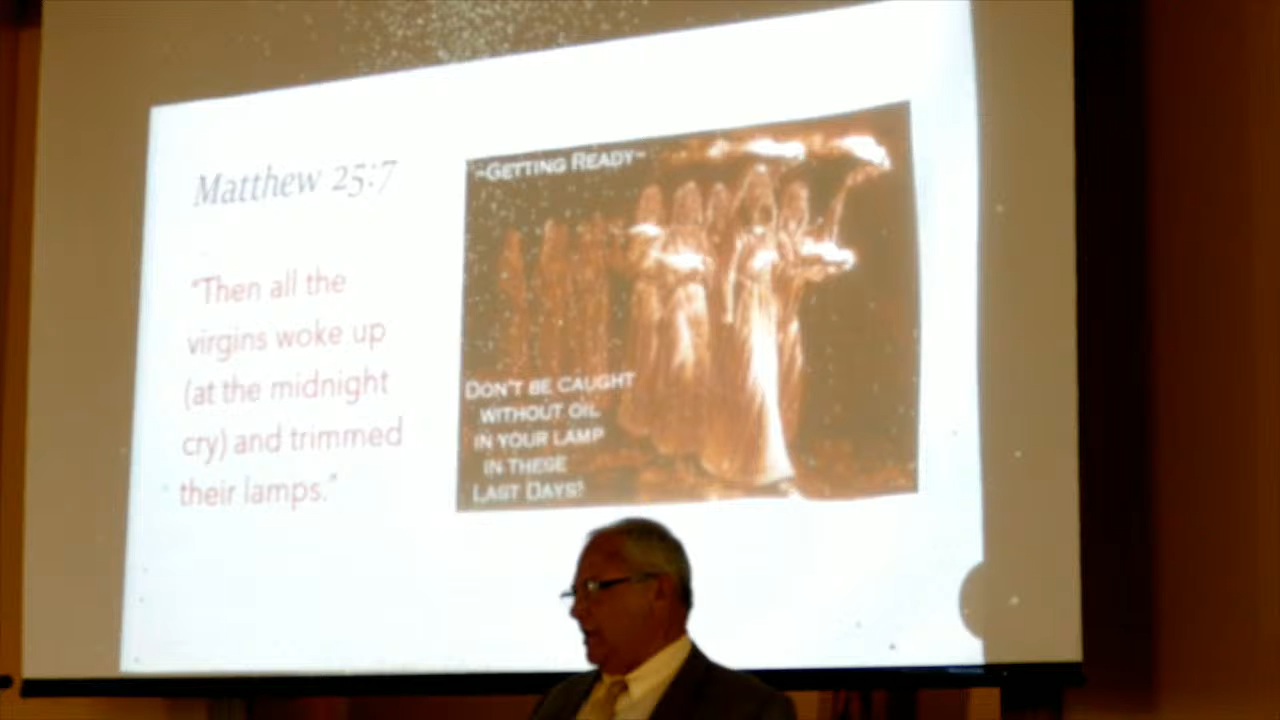 Matthew 25:7
"Then all the
virgins woke up
(at the midnight
cry) and trimmed
their lamps."
~GETTING READY~
DON'T BE CAUGHT
WITHOUT OIL
IN YOUR LAMP
IN THESE
LAST DAYS!